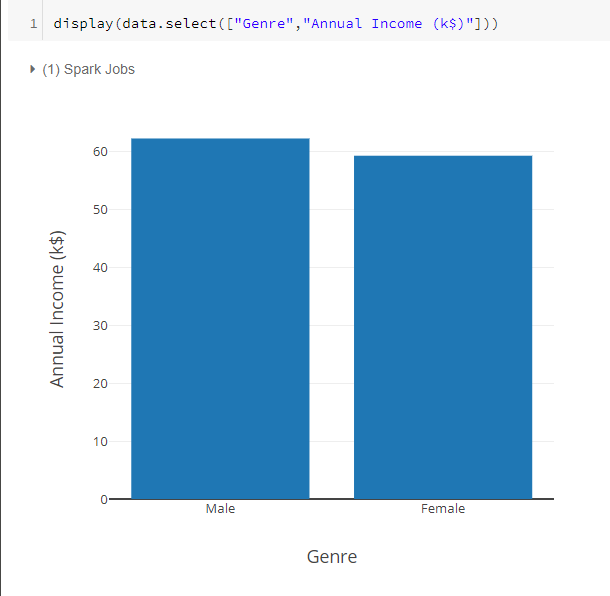 1 display(data.select(["Genre","Annual Income (k$)"]))
(1) Spark Jobs
60
50
40
30
20
10
0
Annual Income (k$)
Male Female
Genre